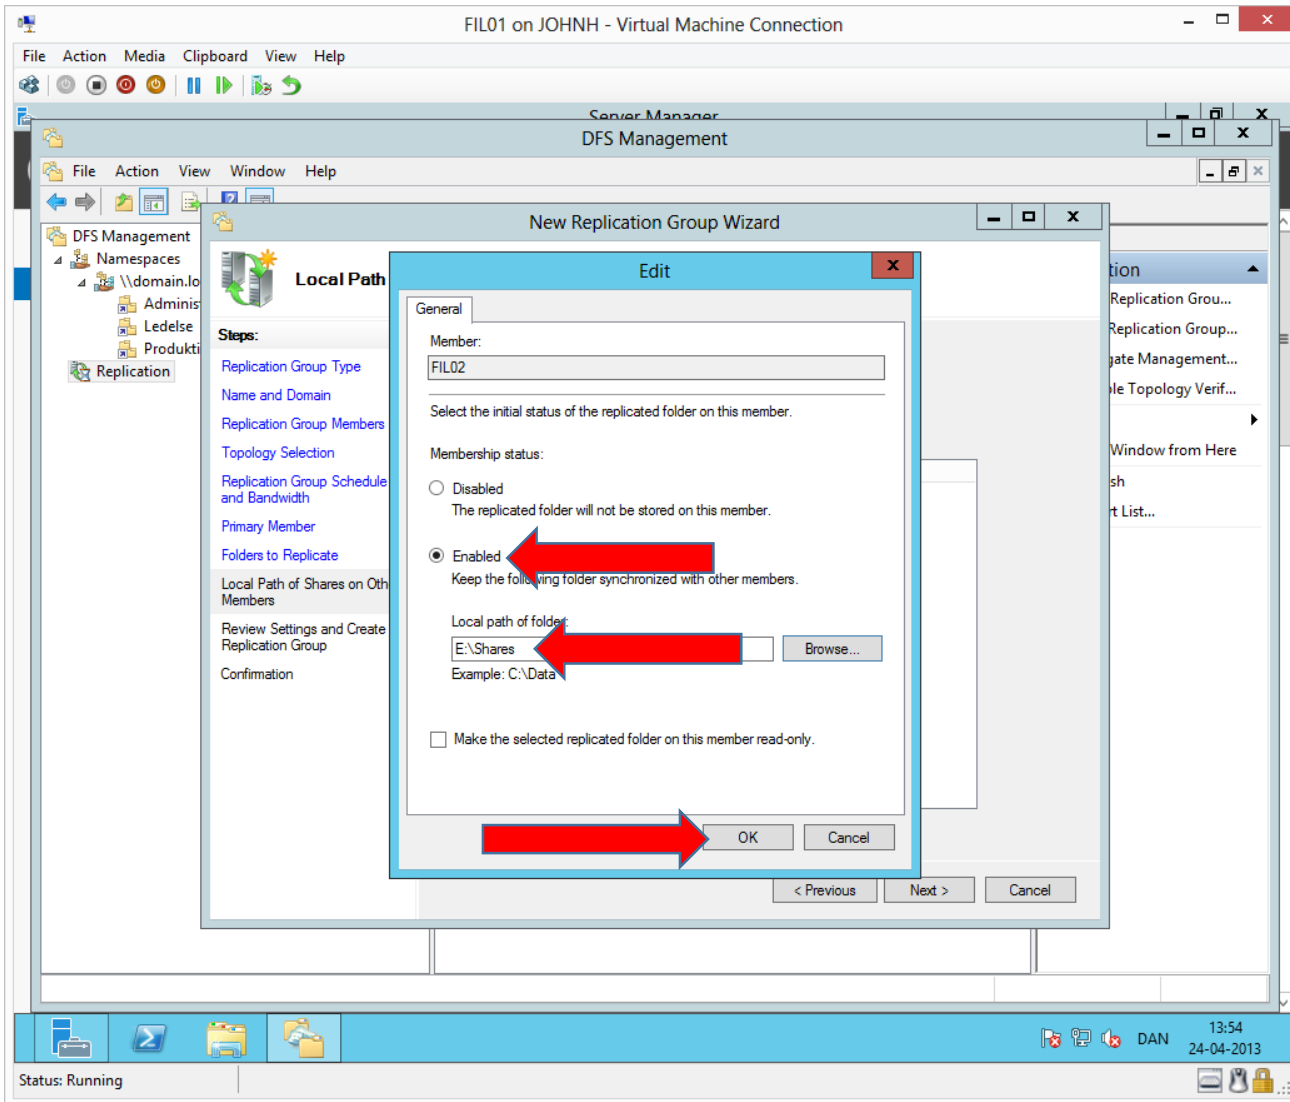 FIL01 on JOHNH - Virtual Machine Connection
File Action Media Clipboard View Help
Server Manager
DFS Management
File Action View Window Help
New Replication Group Wizard
DFS Management
Namespaces
\\domain.lo
Adminis
Ledelse
Produkti
Replication
Local Path
Steps:
Replication Group Type
Name and Domain
Replication Group Members
Topology Selection
Replication Group Schedule
and Bandwidth
Primary Member
Folders to Replicate
Local Path of Shares on Oth
Members
Review Settings and Create
Replication Group
Confirmation
Edit
General
Member:
FIL02
Select the initial status of the replicated folder on this member.
Membership status:
Disabled
The replicated folder will not be stored on this member.
Enabled
Keep the following folder synchronized with other members.
Local path of folder:
E:\Shares
Browse...
Example: C:\Data
Make the selected replicated folder on this member read-only.
OK Cancel
< Previous Next > Cancel
tion
Replication Grou...
Replication Group...
gate Management...
le Topology Verif...
Window from Here
sh
rt List...
DAN
13:54
24-04-2013
Status: Running